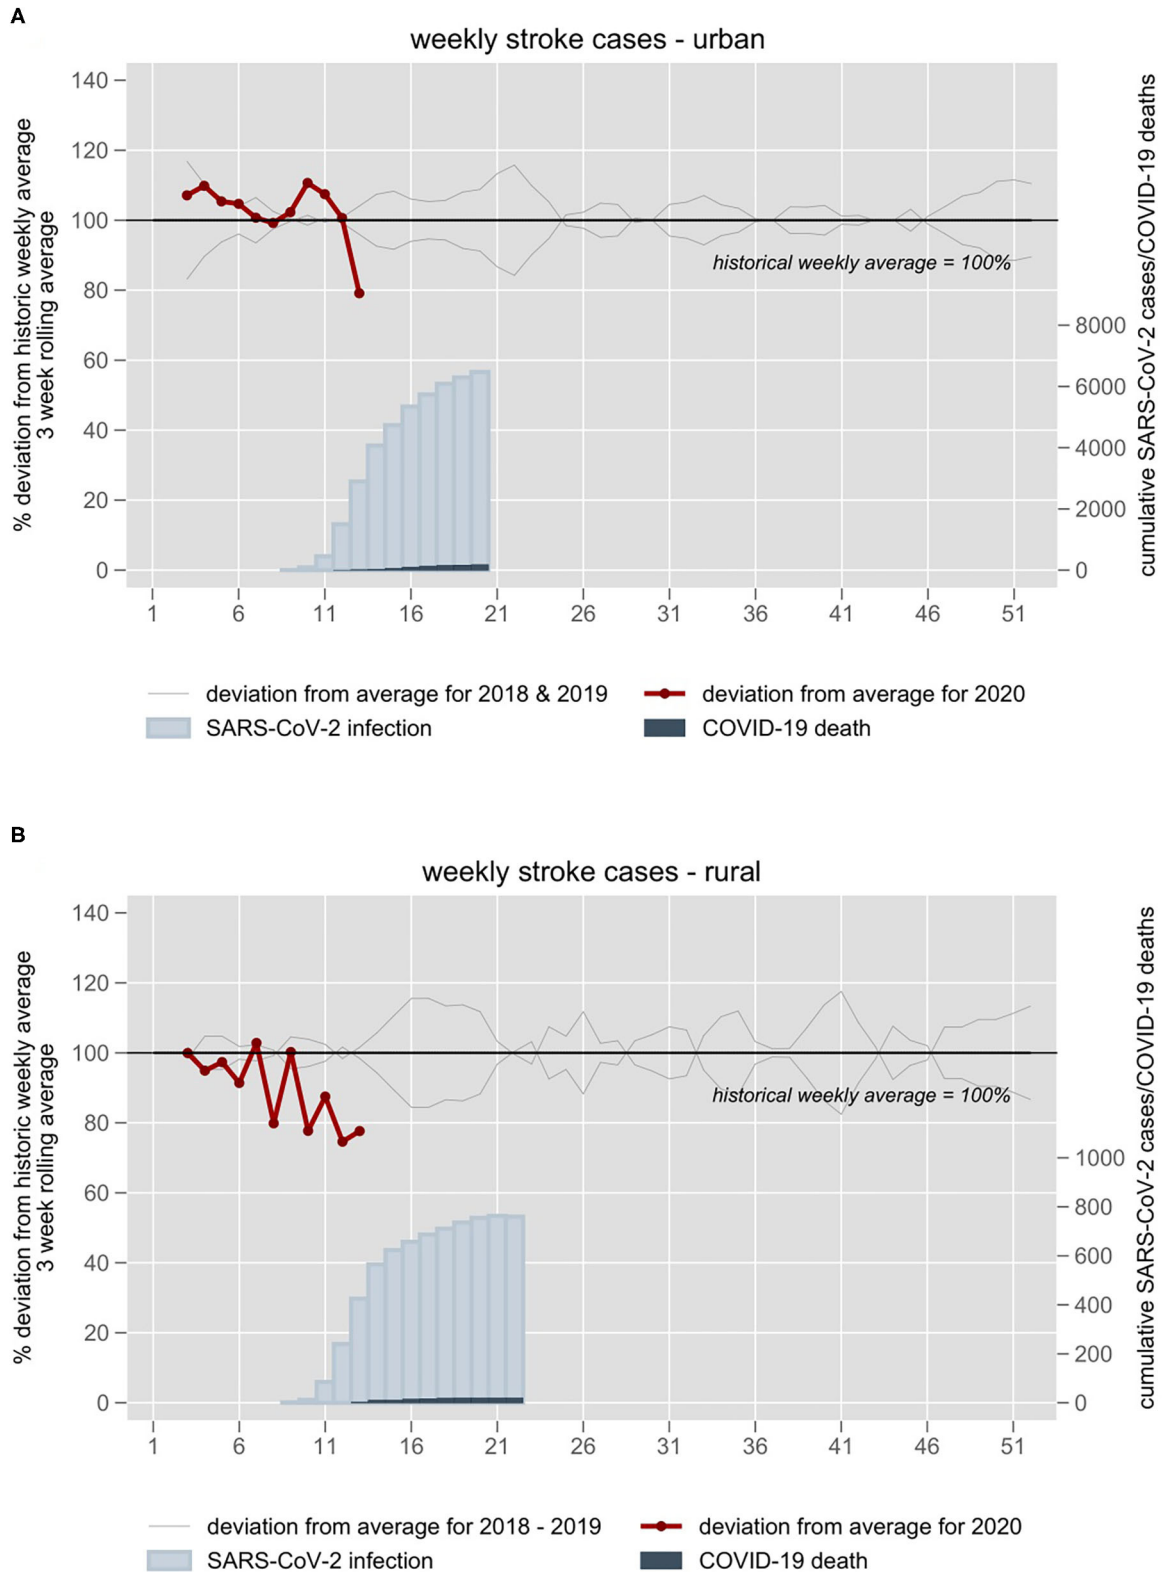 A
weekly stroke cases - urban
% deviation from historic weekly average
3 week rolling average
140
120
100
80
60
40
20
0
historical weekly average = 100%
8000
6000
4000
2000
0
cumulative SARS-CoV-2 cases/COVID-19 deaths
1 6 11 16 21 26 31 36 41 46 51
deviation from average for 2018 & 2019 deviation from average for 2020
SARS-CoV-2 infection COVID-19 death
B
weekly stroke cases - rural
% deviation from historic weekly average
3 week rolling average
140
120
100
80
60
40
20
0
historical weekly average = 100%
1000
800
600
400
200
0
cumulative SARS-CoV-2 cases/COVID-19 deaths
1 6 11 16 21 26 31 36 41 46 51
deviation from average for 2018 - 2019 deviation from average for 2020
SARS-CoV-2 infection COVID-19 death